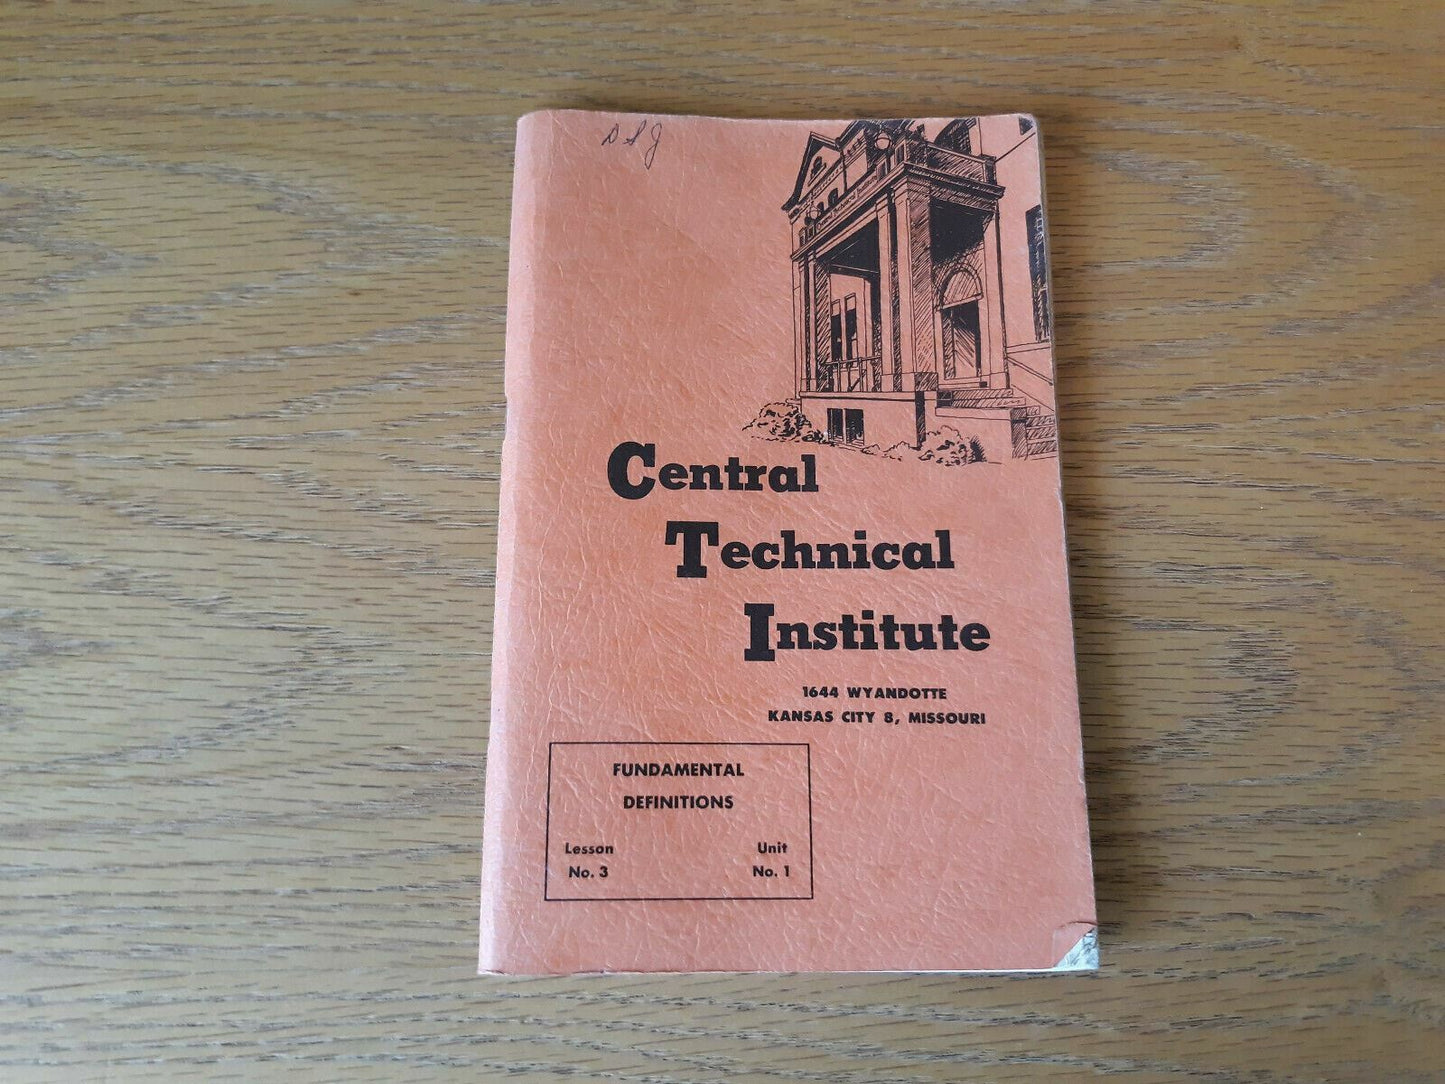 D S J
Central
Technical
Institute
1644 WYANDOTTE
KANSAS CITY 8, MISSOURI
FUNDAMENTAL
DEFINITIONS
Lesson Unit
No. 3 No. 1